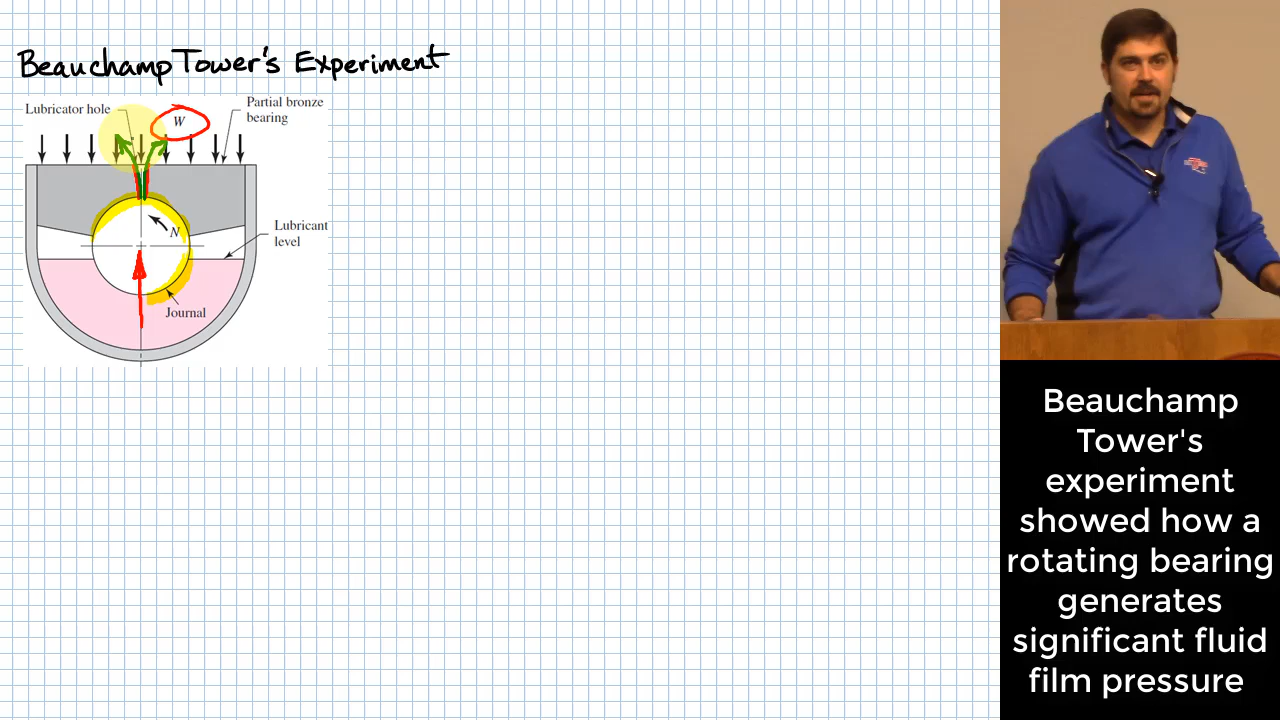 Beauchamp Tower's Experiment
Lubricator hole
W
Partial bronze
bearing
N
Lubricant
level
Journal
Beauchamp
Tower's
experiment
showed how a
rotating bearing
generates
significant fluid
film pressure